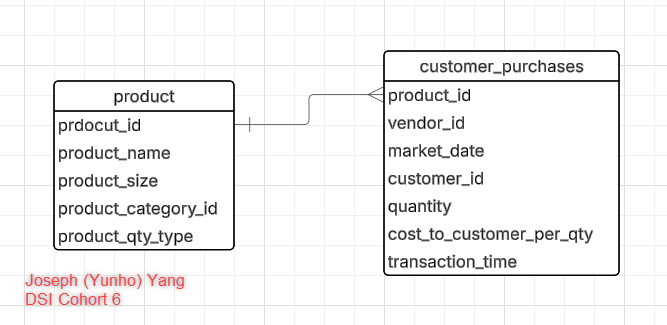 product
prdocut_id
product_name
product_size
product_category_id
product_qty_type
customer_purchases
product_id
vendor_id
market_date
customer_id
quantity
cost_to_customer_per_qty
transaction_time
Joseph (Yunho) Yang
DSI Cohort 6